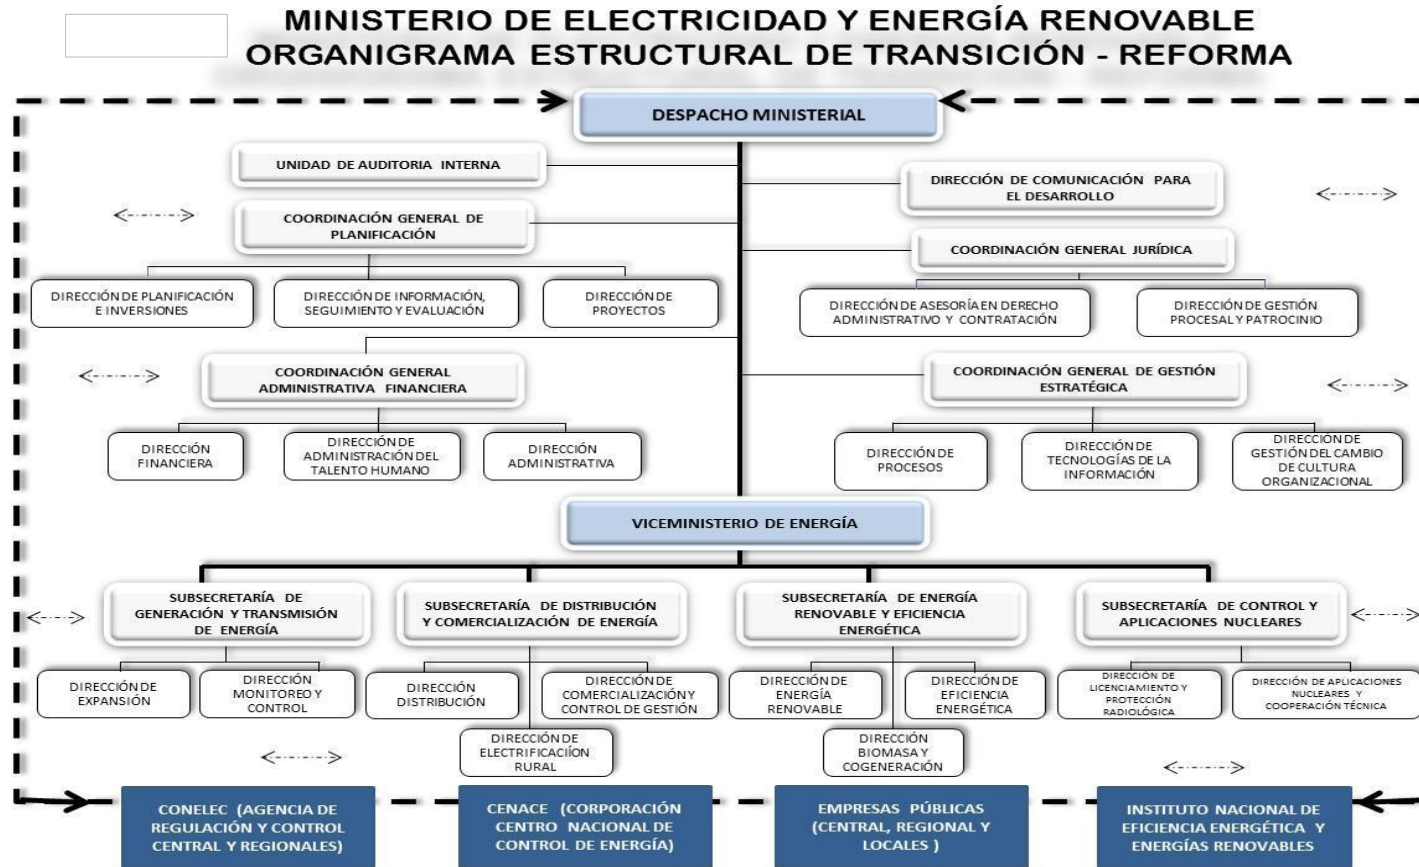 MINISTERIO DE ELECTRICIDAD Y ENERGÍA RENOVABLE
ORGANIGRAMA ESTRUCTURAL DE TRANSICIÓN - REFORMA
DESPACHO MINISTERIAL
UNIDAD DE AUDITORIA INTERNA
DIRECCIÓN DE COMUNICACIÓN PARA
EL DESARROLLO
COORDINACIÓN GENERAL DE
PLANIFICACIÓN
COORDINACIÓN GENERAL JURÍDICA
DIRECCIÓN DE PLANIFICACIÓN
E INVERSIONES
DIRECCIÓN DE INFORMACIÓN,
SEGUIMIENTO Y EVALUACIÓN
DIRECCIÓN DE
PROYECTOS
DIRECCIÓN DE ASESORÍA EN DERECHO
ADMINISTRATIVO Y CONTRATACIÓN
DIRECCIÓN DE GESTIÓN
PROCESAL Y PATROCINIO
COORDINACIÓN GENERAL
ADMINISTRATIVA FINANCIERA
COORDINACIÓN GENERAL DE GESTIÓN
ESTRATÉGICA
DIRECCIÓN
FINANCIERA
DIRECCIÓN DE
ADMINISTRACIÓN DEL
TALENTO HUMANO
DIRECCIÓN
ADMINISTRATIVA
DIRECCIÓN DE
PROCESOS
DIRECCIÓN DE
TECNOLOGÍAS DE LA
INFORMACIÓN
DIRECCIÓN DE
GESTIÓN DEL CAMBIO
DE CULTURA
ORGANIZACIONAL
VICEMINISTERIO DE ENERGÍA
SUBSECRETARÍA DE
GENERACIÓN Y TRANSMISIÓN
DE ENERGÍA
SUBSECRETARÍA DE DISTRIBUCIÓN
Y COMERCIALIZACIÓN DE ENERGÍA
SUBSECRETARÍA DE ENERGÍA
RENOVABLE Y EFICIENCIA
ENERGÉTICA
SUBSECRETARÍA DE CONTROL Y
APLICACIONES NUCLEARES
DIRECCIÓN DE
EXPANSIÓN
DIRECCIÓN
MONITOREO Y
CONTROL
DIRECCIÓN
DISTRIBUCIÓN
DIRECCIÓN DE
COMERCIALIZACIÓN Y
CONTROL DE GESTIÓN
DIRECCIÓN DE
ENERGÍA
RENOVABLE
DIRECCIÓN DE
EFICIENCIA
ENERGÉTICA
DIRECCIÓN DE
LICENCIAMIENTO Y
PROTECCIÓN
RADIOLÓGICA
DIRECCIÓN DE APLICACIONES
NUCLEARES Y
COOPERACIÓN TÉCNICA
DIRECCIÓN DE
ELECTRIFICACIÍON
RURAL
DIRECCIÓN
BIOMASA Y
COGENERACIÓN
CONELEC (AGENCIA DE
REGULACIÓN Y CONTROL
CENTRAL Y REGIONALES)
CENACE (CORPORACIÓN
CENTRO NACIONAL DE
CONTROL DE ENERGÍA)
EMPRESAS PÚBLICAS
(CENTRAL, REGIONAL Y
LOCALES )
INSTITUTO NACIONAL DE
EFICIENCIA ENERGÉTICA Y
ENERGÍAS RENOVABLES